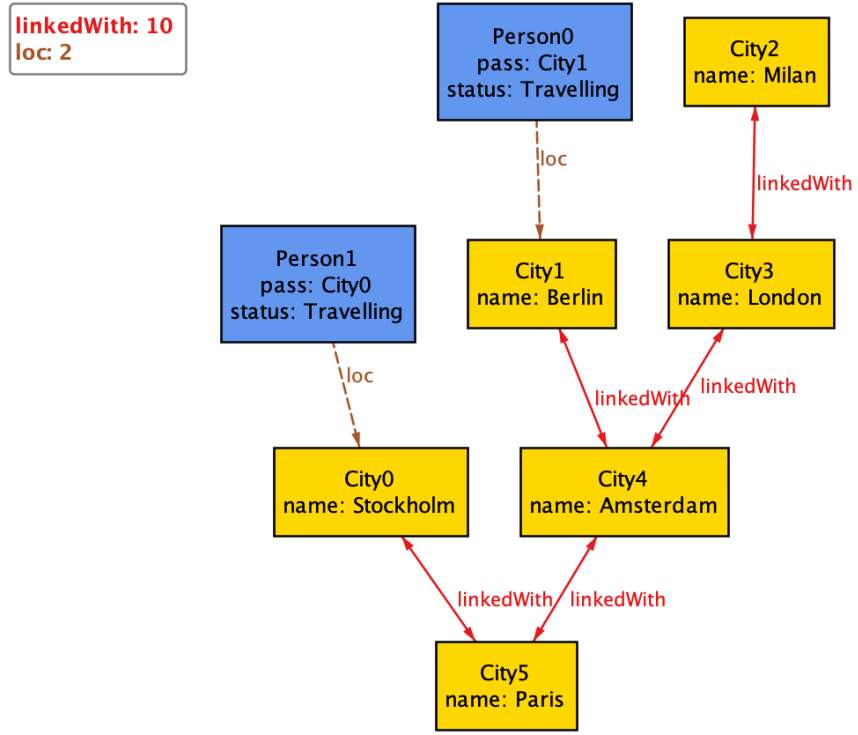 linkedWith: 10
loc: 2
Person0
pass: City1
status: Travelling
City2
name: Milan
loc
linkedWith
Person1
pass: City0
status: Travelling
City1
name: Berlin
City3
name: London
loc
linkedWith
linkedWith
City0
name: Stockholm
City4
name: Amsterdam
linkedWith
linkedWith
City5
name: Paris